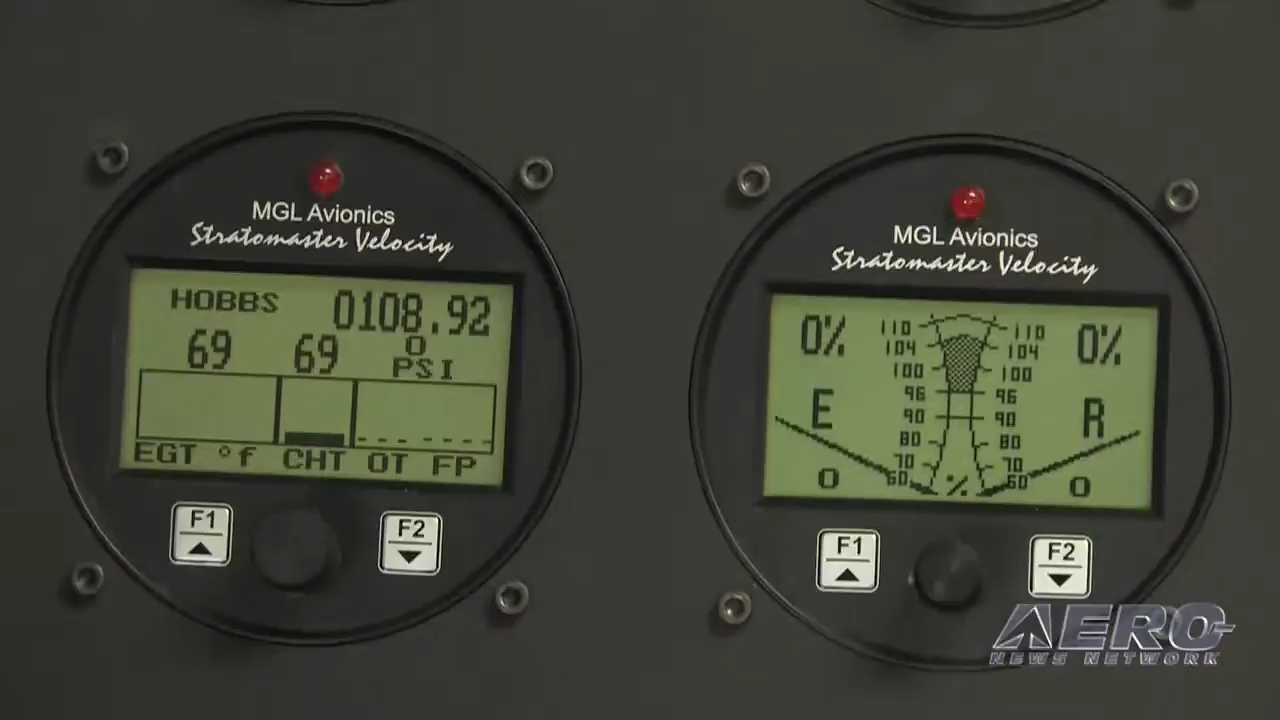 MGL Avionics
Stratomaster Velocity
HOBBS 0108.92
69 69 0
PSI
EGT °f CHT OT FP
F1 F2
MGL Avionics
Stratomaster Velocity
0% 110 110 0%
104 104
100 100
96 96
E 90 90 R
80 80
70 70
0 60 % 60 0
F1 F2
AERO
NEWS NETWORK